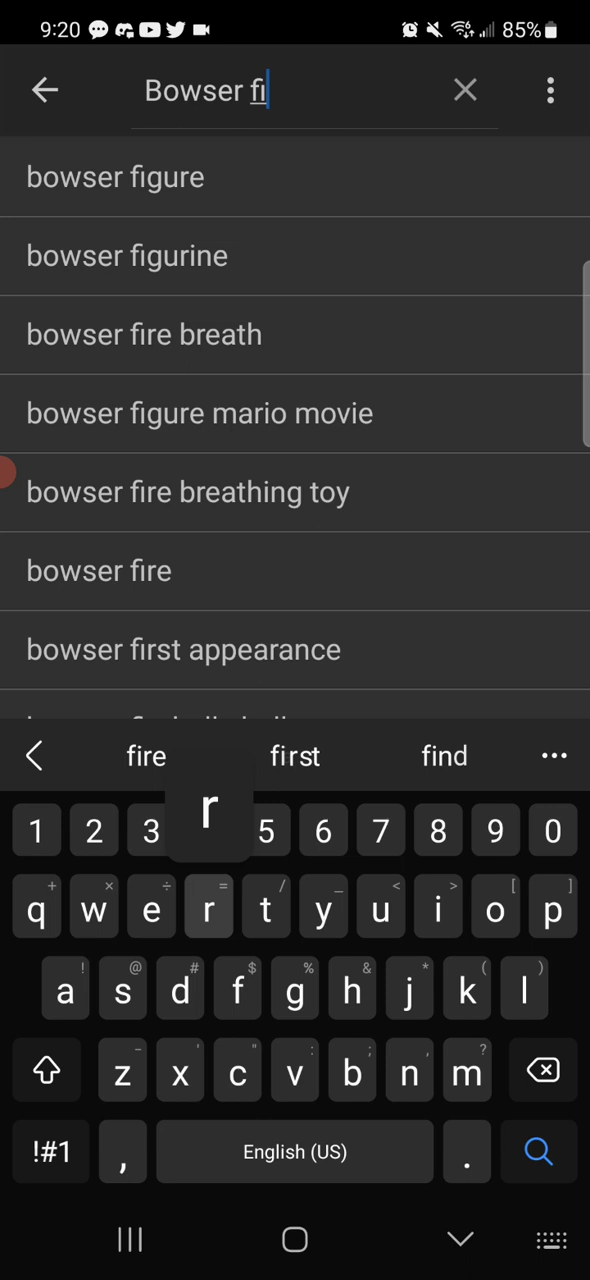 9:20 85%
Bowser fi
bowser figure
bowser figurine
bowser fire breath
bowser figure mario movie
bowser fire breathing toy
bowser fire
bowser first appearance
fire first find
r
1 2 3 5 6 7 8 9 0
+ × ÷ = / _ < > [ ]
q w e r t y u i o p
! @ # $ % & * ( )
a s d f g h j k l
- ' " : ; , ?
z x c v b n m
!#1 , English (US) .